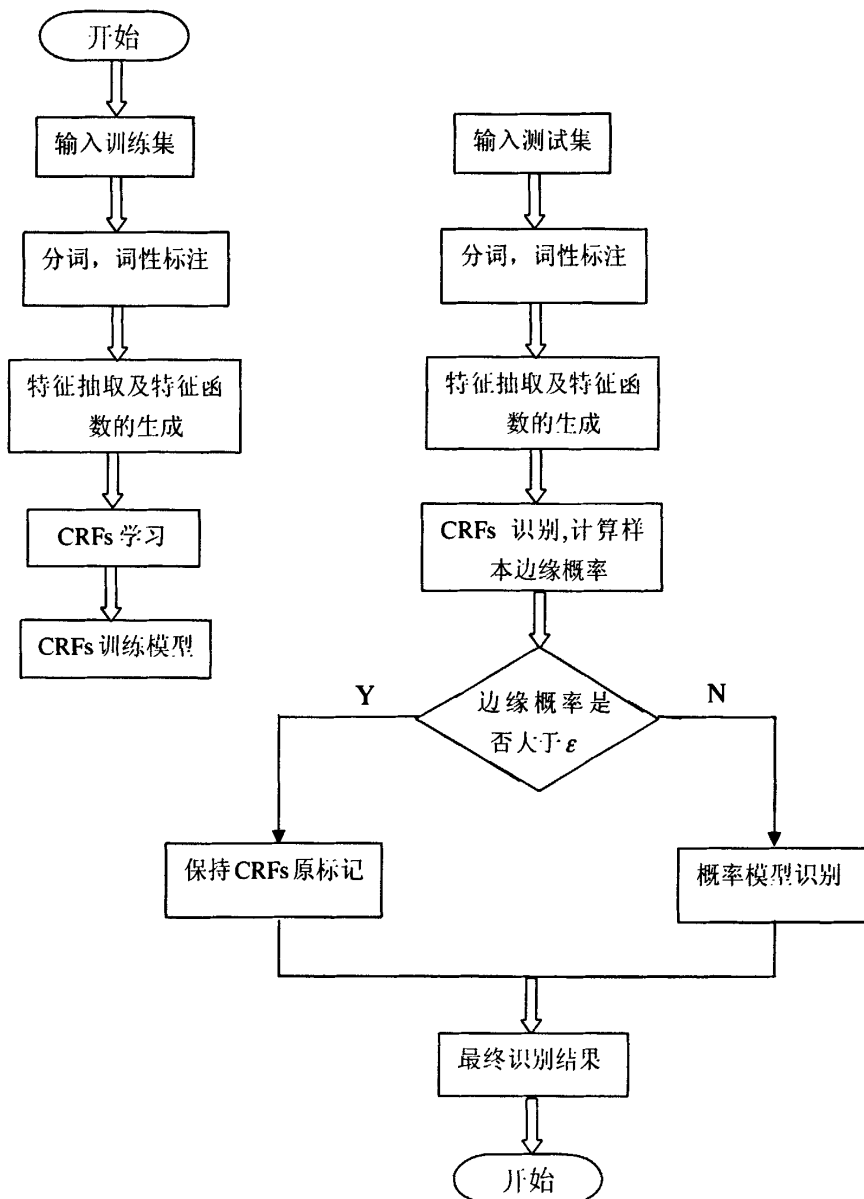 开始
输入训练集
分词，词性标注
特征抽取及特征函
数的生成
CRFs 学习
CRFs 训练模型
输入测试集
分词，词性标注
特征抽取及特征函
数的生成
CRFs 识别,计算样
本边缘概率
边缘概率是
否大于ε
Y
N
保持CRFs原标记
概率模型识别
最终识别结果
开始